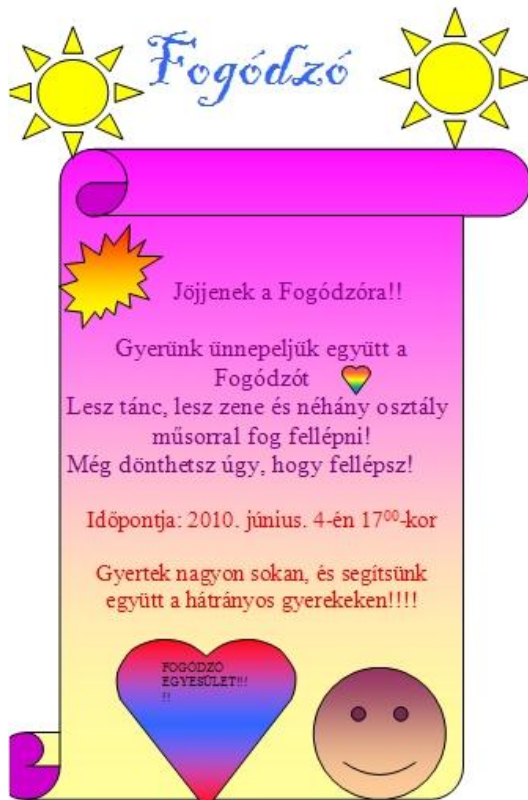 Fogódzó
Jöjjenek a Fogódzóra!!
Gyerünk ünnepeljük együtt a
Fogódzót
Lesz tánc, lesz zene és néhány osztály
műsorral fog fellépni!
Még dönthetsz úgy, hogy fellépsz!
Időpontja: 2010. június. 4-én 17⁰⁰-kor
Gyertek nagyon sokan, és segítsünk
együtt a hátrányos gyerekeken!!!!
FOGÓDZÓ
EGYESÜLET!!!
!!